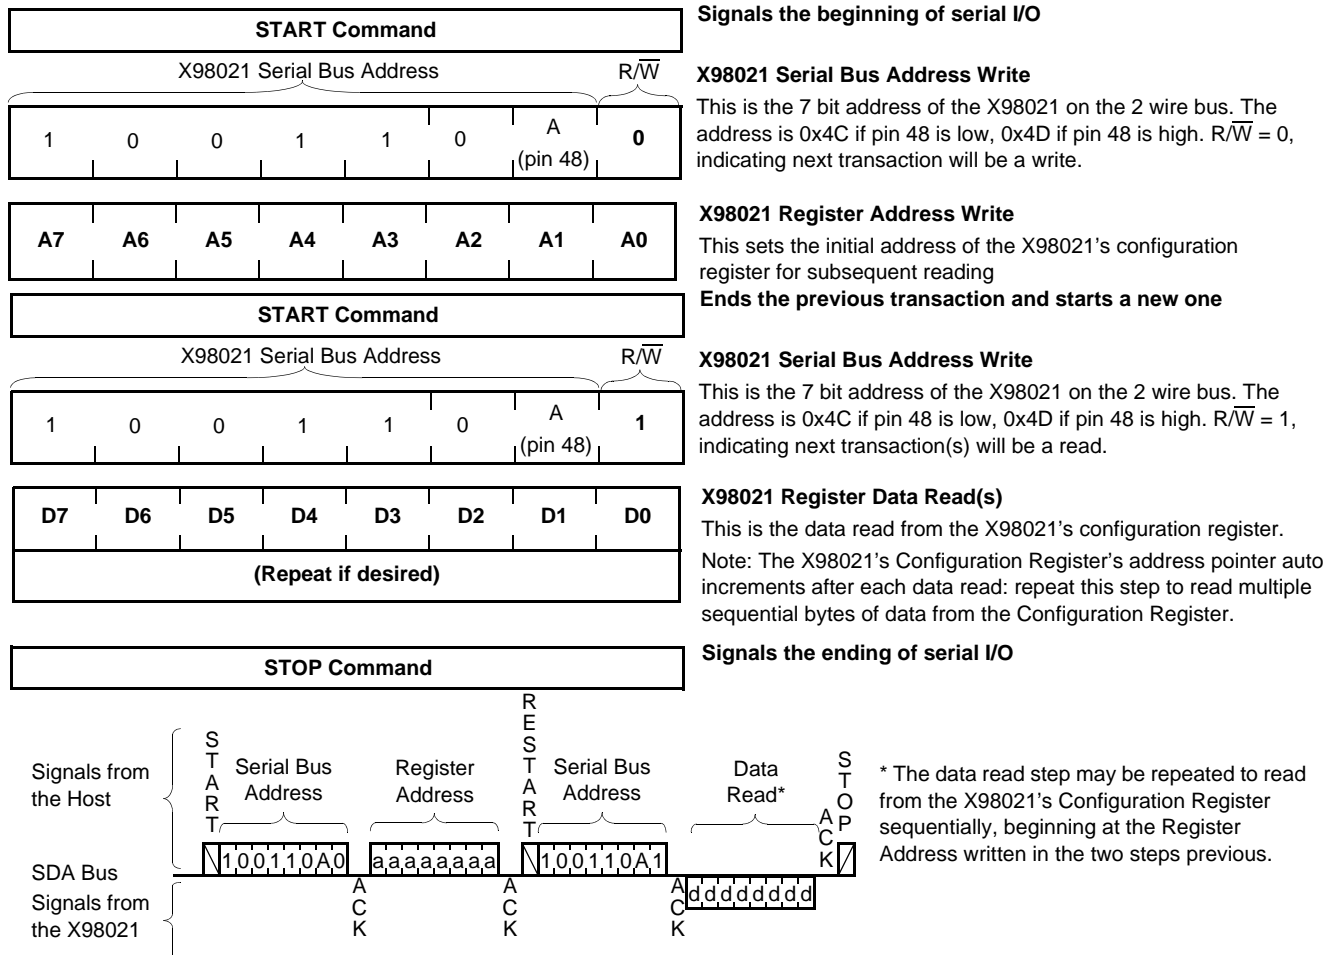 START Command
Signals the beginning of serial I/O
X98021 Serial Bus Address
R/W
1 0 0 1 1 0 A (pin 48) 0
X98021 Serial Bus Address Write
This is the 7 bit address of the X98021 on the 2 wire bus. The
address is 0x4C if pin 48 is low, 0x4D if pin 48 is high. R/W = 0,
indicating next transaction will be a write.
A7 A6 A5 A4 A3 A2 A1 A0
X98021 Register Address Write
This sets the initial address of the X98021's configuration
register for subsequent reading
START Command
Ends the previous transaction and starts a new one
X98021 Serial Bus Address
R/W
1 0 0 1 1 0 A (pin 48) 1
X98021 Serial Bus Address Write
This is the 7 bit address of the X98021 on the 2 wire bus. The
address is 0x4C if pin 48 is low, 0x4D if pin 48 is high. R/W = 1,
indicating next transaction(s) will be a read.
D7 D6 D5 D4 D3 D2 D1 D0
(Repeat if desired)
X98021 Register Data Read(s)
This is the data read from the X98021's configuration register.
Note: The X98021's Configuration Register's address pointer auto
increments after each data read: repeat this step to read multiple
sequential bytes of data from the Configuration Register.
STOP Command
Signals the ending of serial I/O
Signals from
the Host
START
Serial Bus
Address
Register
Address
RESTART
Serial Bus
Address
Data
Read*
ACK
STOP
1 0 0 1 1 0 A 0
a a a a a a a a
1 0 0 1 1 0 A 1
SDA Bus
Signals from
the X98021
ACK
ACK
ACK
d d d d d d d d
* The data read step may be repeated to read
from the X98021's Configuration Register
sequentially, beginning at the Register
Address written in the two steps previous.